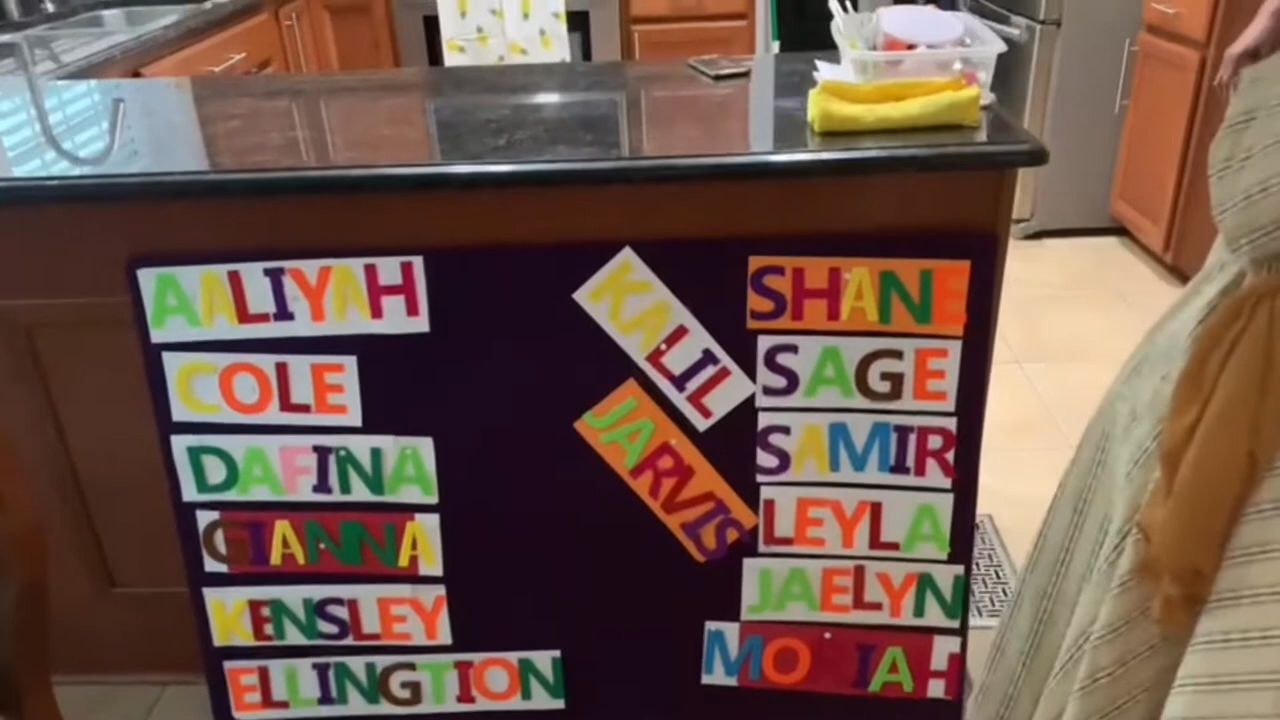 AALIYAH
COLE
DAFINA
GIANNA
KENSLEY
ELLINGTION
KALIL
JARVIS
SHANE
SAGE
SAMIR
LEYLA
JAELYN